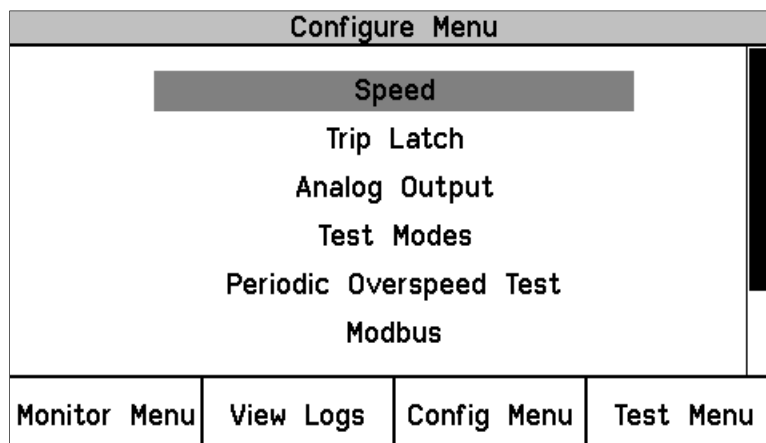 Configure Menu
Speed
Trip Latch
Analog Output
Test Modes
Periodic Overspeed Test
Modbus
Monitor Menu View Logs Config Menu Test Menu